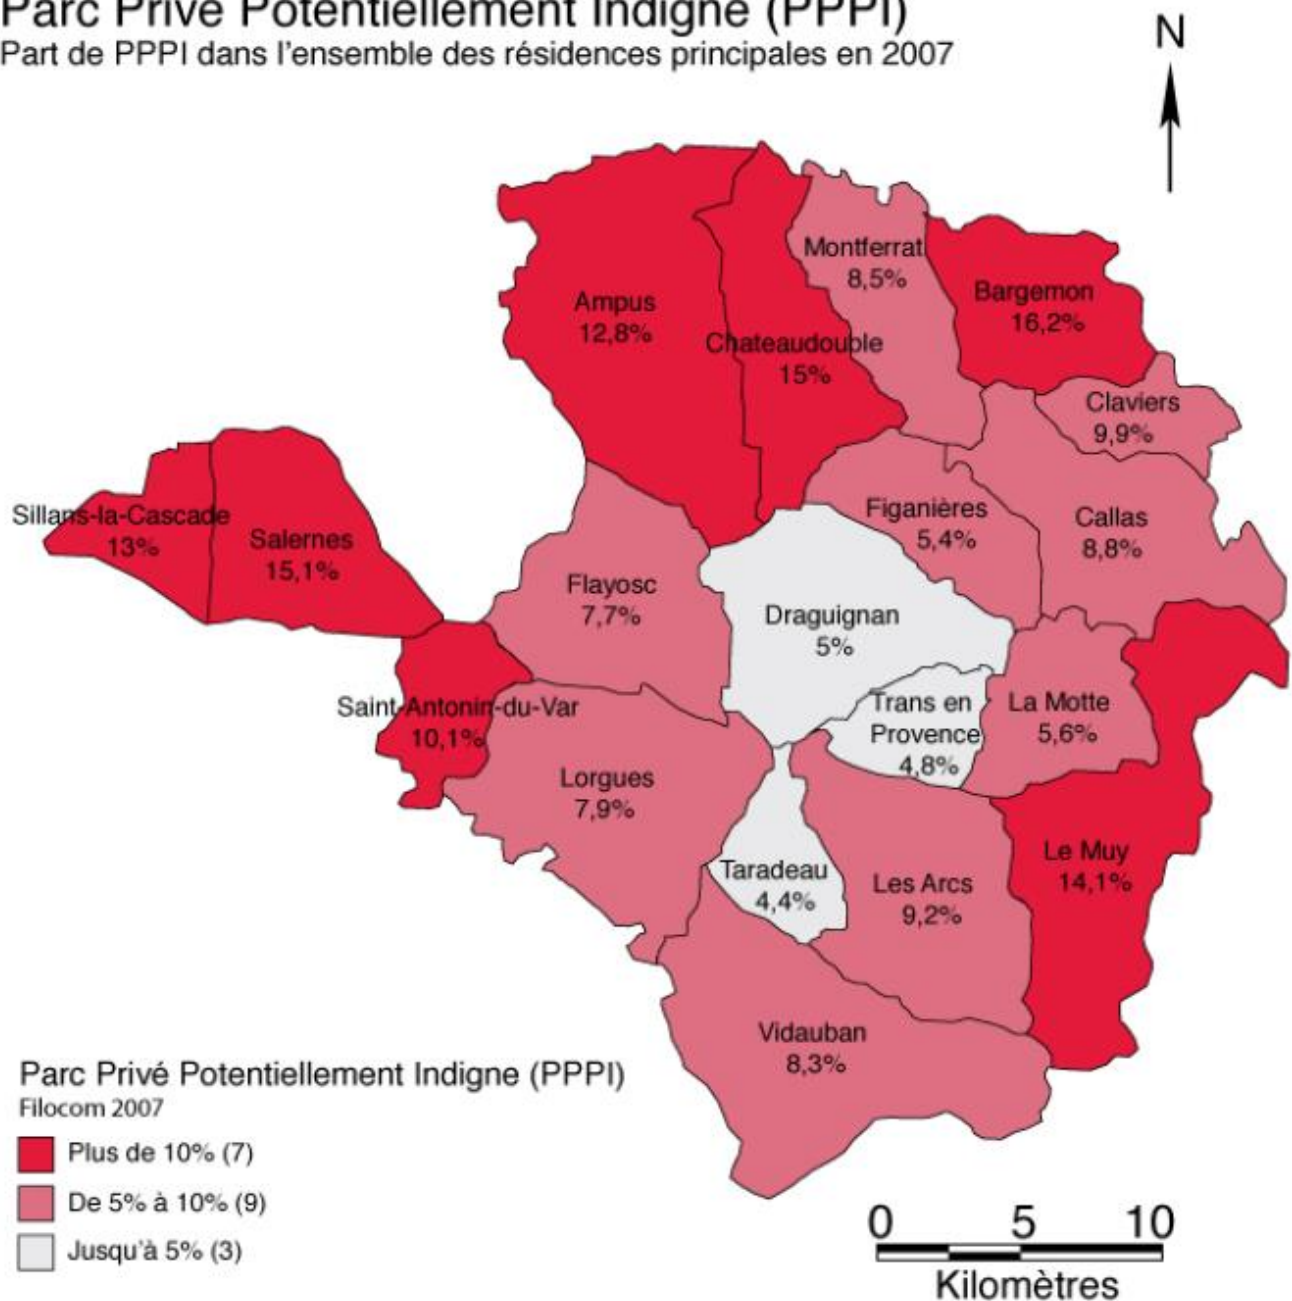 Parc Privé Potentiellement Indigne (PPPI)
Part de PPPI dans l'ensemble des résidences principales en 2007
N
Montferrat
8,5%
Bargemon
16,2%
Ampus
12,8%
Chateaudouble
15%
Claviers
9,9%
Sillans-la-Cascade
13%
Salernes
15,1%
Figanières
5,4%
Callas
8,8%
Flayosc
7,7%
Draguignan
5%
Saint-Antonin-du-Var
10,1%
Trans en
Provence
4,8%
La Motte
5,6%
Lorgues
7,9%
Taradeau
4,4%
Les Arcs
9,2%
Le Muy
14,1%
Vidauban
8,3%
Parc Privé Potentiellement Indigne (PPPI)
Filocom 2007
Plus de 10% (7)
De 5% à 10% (9)
Jusqu'à 5% (3)
0 5 10
Kilomètres